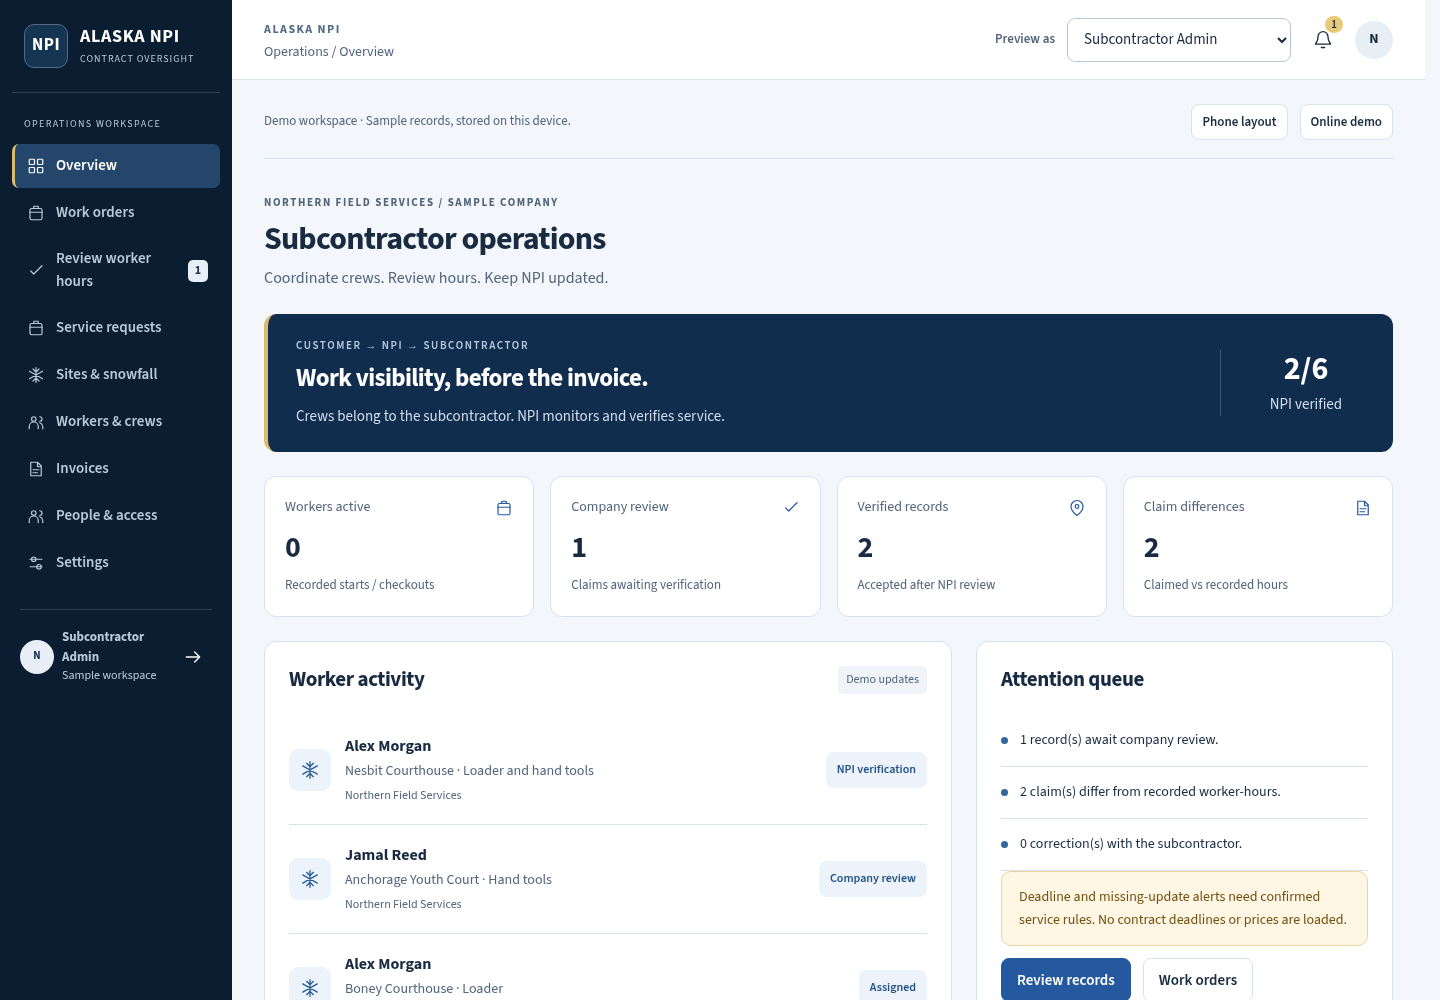 NPI
ALASKA NPI
CONTRACT OVERSIGHT
OPERATIONS WORKSPACE
Overview
Work orders
Review worker
hours
1
Service requests
Sites & snowfall
Workers & crews
Invoices
People & access
Settings
N
Subcontractor
Admin
Sample workspace
ALASKA NPI
Operations / Overview
Preview as
Subcontractor Admin
1
N
Demo workspace · Sample records, stored on this device.
Phone layout
Online demo
NORTHERN FIELD SERVICES / SAMPLE COMPANY
Subcontractor operations
Coordinate crews. Review hours. Keep NPI updated.
CUSTOMER → NPI → SUBCONTRACTOR
Work visibility, before the invoice.
Crews belong to the subcontractor. NPI monitors and verifies service.
2/6
NPI verified
Workers active
0
Recorded starts / checkouts
Company review
1
Claims awaiting verification
Verified records
2
Accepted after NPI review
Claim differences
2
Claimed vs recorded hours
Worker activity
Demo updates
Alex Morgan
Nesbit Courthouse · Loader and hand tools
Northern Field Services
NPI verification
Jamal Reed
Anchorage Youth Court · Hand tools
Northern Field Services
Company review
Alex Morgan
Boney Courthouse · Loader
Assigned
Attention queue
1 record(s) await company review.
2 claim(s) differ from recorded worker-hours.
0 correction(s) with the subcontractor.
Deadline and missing-update alerts need confirmed
service rules. No contract deadlines or prices are loaded.
Review records
Work orders